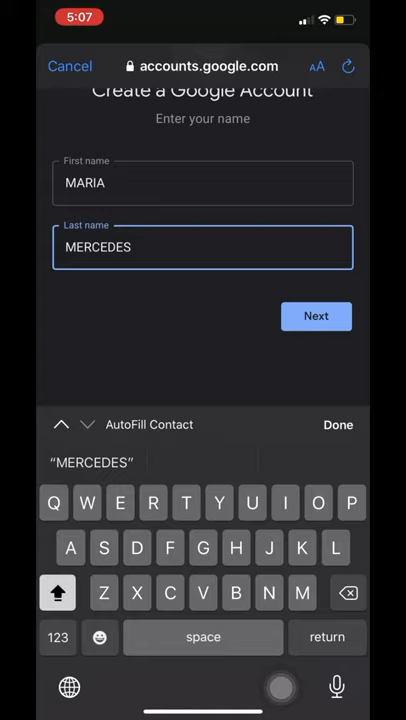 5:07
Cancel
accounts.google.com
AA
Create a Google Account
Enter your name
First name
MARIA
Last name
MERCEDES
Next
AutoFill Contact
Done
“MERCEDES”
Q W E R T Y U I O P
A S D F G H J K L
Z X C V B N M
123
space
return